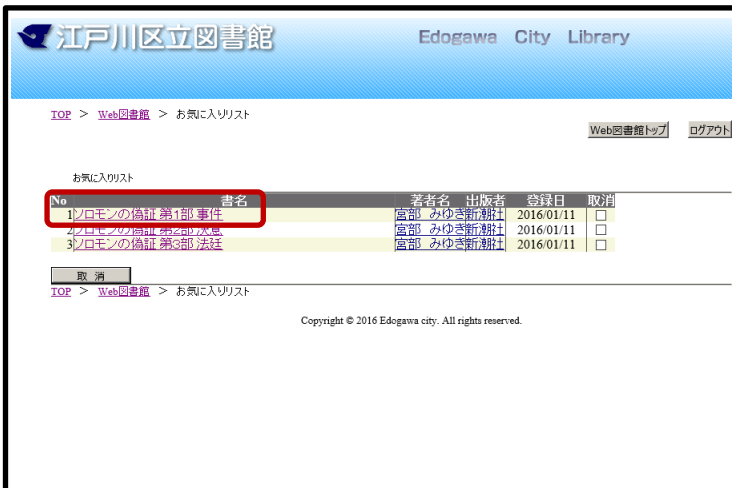 江戸川区立図書館 Edogawa City Library
TOP > Web図書館 > お気に入りリスト
Web図書館トップ ログアウト
お気に入りリスト
No 書名 著者名 出版者 登録日 取消
1 ソロモンの偽証 第1部 事件 宮部 みゆき 新潮社 2016/01/11
2 ソロモンの偽証 第2部 決意 宮部 みゆき 新潮社 2016/01/11
3 ソロモンの偽証 第3部 法廷 宮部 みゆき 新潮社 2016/01/11
取 消
TOP > Web図書館 > お気に入りリスト
Copyright © 2016 Edogawa city. All rights reserved.